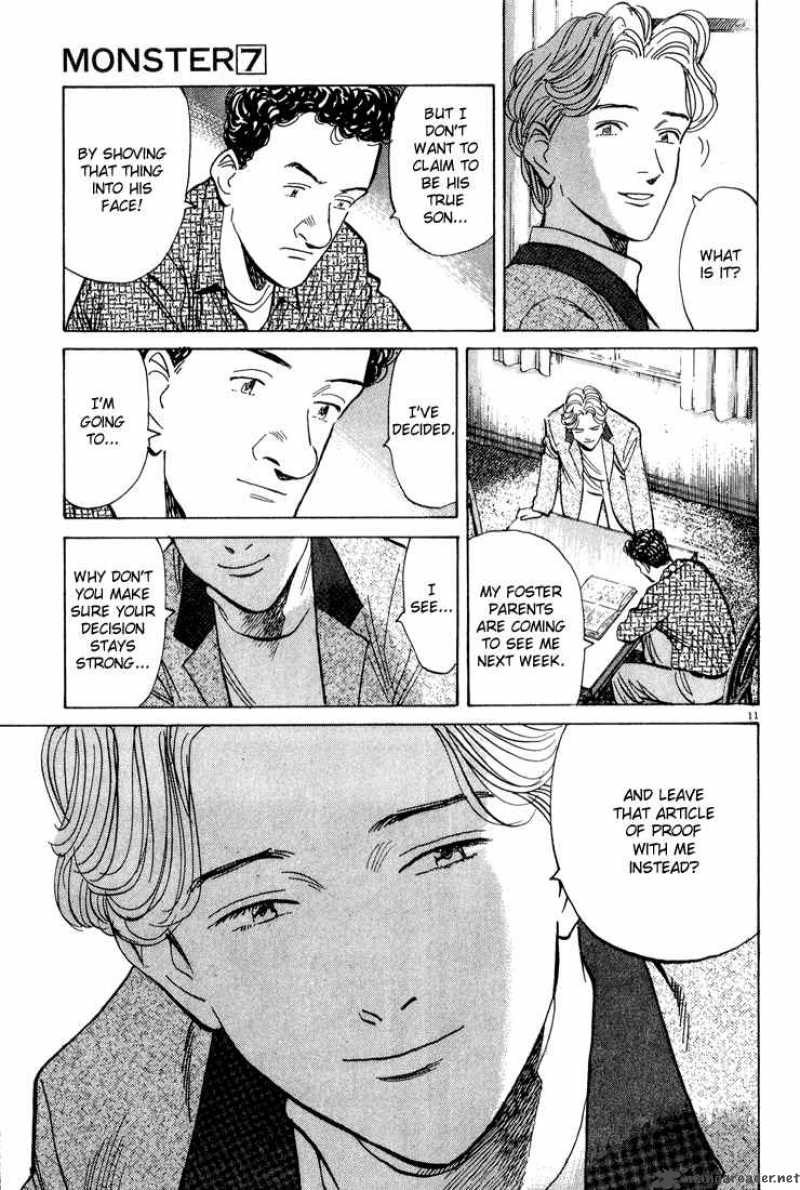 MONSTER 7
WHAT
IS IT?
BUT I
DON'T
WANT TO
CLAIM TO
BE HIS
TRUE
SON...
BY SHOVING
THAT THING
INTO HIS
FACE!
MY FOSTER
PARENTS
ARE COMING
TO SEE ME
NEXT WEEK.
I'VE
DECIDED.
I'M
GOING
TO...
I
SEE...
WHY DON'T
YOU MAKE
SURE YOUR
DECISION
STAYS
STRONG...
11
AND LEAVE
THAT ARTICLE
OF PROOF
WITH ME
INSTEAD?
mangareader.net